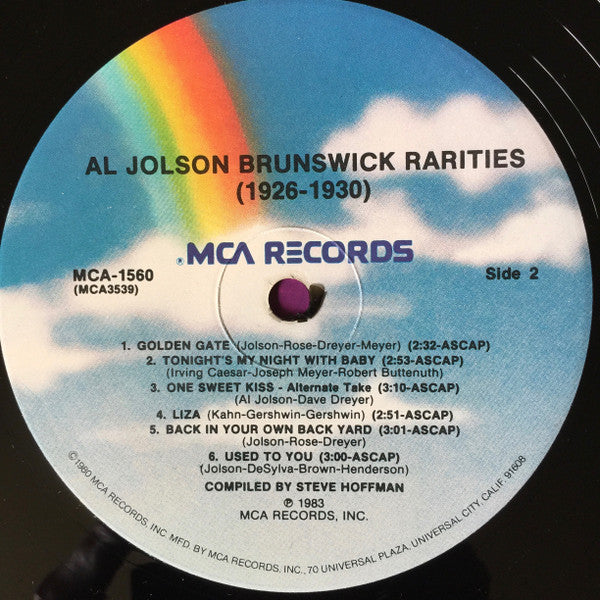 AL JOLSON BRUNSWICK RARITIES
(1926-1930)
®MCA RECORDS
MCA-1560
(MCA3539)
Side 2
1. GOLDEN GATE (Jolson-Rose-Dreyer-Meyer) (2:32-ASCAP)
2. TONIGHT'S MY NIGHT WITH BABY (2:53-ASCAP)
(Irving Caesar-Joseph Meyer-Robert Buttenuth)
3. ONE SWEET KISS - Alternate Take (3:10-ASCAP)
(Al Jolson-Dave Dreyer)
4. LIZA (Kahn-Gershwin-Gershwin) (2:51-ASCAP)
5. BACK IN YOUR OWN BACK YARD (3:01-ASCAP)
(Jolson-Rose-Dreyer)
6. USED TO YOU (3:00-ASCAP)
(Jolson-DeSylva-Brown-Henderson)
COMPILED BY STEVE HOFFMAN
℗ 1983
MCA RECORDS, INC.
©1980 MCA RECORDS, INC. MFD. BY MCA RECORDS, INC., 70 UNIVERSAL PLAZA, UNIVERSAL CITY, CALIF. 91608